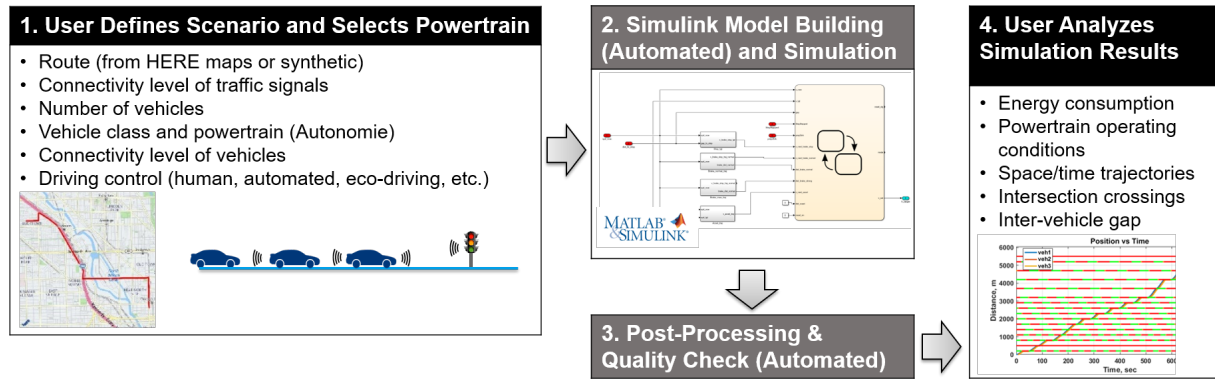 1. User Defines Scenario and Selects Powertrain
• Route (from HERE maps or synthetic)
• Connectivity level of traffic signals
• Number of vehicles
• Vehicle class and powertrain (Autonomie)
• Connectivity level of vehicles
• Driving control (human, automated, eco-driving, etc.)
2. Simulink Model Building
(Automated) and Simulation
MATLAB
&SIMULINK®
3. Post-Processing &
Quality Check (Automated)
4. User Analyzes
Simulation Results
• Energy consumption
• Powertrain operating
conditions
• Space/time trajectories
• Intersection crossings
• Inter-vehicle gap
Position vs Time
veh1
veh2
veh3
Distance, m
6000
5000
4000
3000
2000
1000
0
0 100 200 300 400 500 600
Time, sec